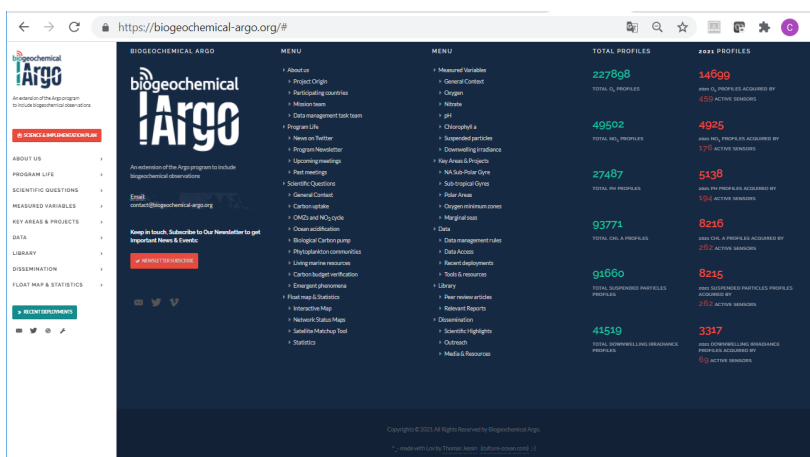 https://biogeochemical-argo.org/#
C
biogeochemical
Argo
An extension of the Argo program
to include biogeochemical observations
SCIENCE & IMPLEMENTATION PLAN
ABOUT US
PROGRAM LIFE
SCIENTIFIC QUESTIONS
MEASURED VARIABLES
KEY AREAS & PROJECTS
DATA
LIBRARY
DISSEMINATION
FLOAT MAP & STATISTICS
> RECENT DEPLOYMENTS
BIOGEOCHEMICAL ARGO
biogeochemical
Argo
An extension of the Argo program to include
biogeochemical observations
Email:
contact@biogeochemical-argo.org
Keep in touch, Subscribe to Our Newsletter to get
Important News & Events:
NEWSLETTER SUBSCRIBE
MENU
About us
Project Origin
Participating countries
Mission team
Data management task team
Program Life
News on Twitter
Program Newsletter
Upcoming meetings
Past meetings
Scientific Questions
General Context
Carbon uptake
OMZs and NO₃ cycle
Ocean acidification
Biological Carbon pump
Phytoplankton communities
Living marine resources
Carbon budget verification
Emergent phenomena
Float map & Statistics
Interactive Map
Network Status Maps
Satellite Matchup Tool
Statistics
MENU
Measured Variables
General Context
Oxygen
Nitrate
pH
Chlorophyll a
Suspended particles
Downwelling irradiance
Key Areas & Projects
NA Sub-Polar Gyre
Sub-tropical Gyres
Polar Areas
Oxygen minimum zones
Marginal seas
Data
Data management rules
Data Access
Recent deployments
Tools & resources
Library
Peer review articles
Relevant Reports
Dissemination
Scientific Highlights
Outreach
Media & Resources
TOTAL PROFILES
227898
TOTAL O₂ PROFILES
49502
TOTAL NO₃ PROFILES
27487
TOTAL PH PROFILES
93771
TOTAL CHL A PROFILES
91660
TOTAL SUSPENDED PARTICLES
PROFILES
41519
TOTAL DOWNWELLING IRRADIANCE
PROFILES
2021 PROFILES
14699
2021 O₂ PROFILES ACQUIRED BY
459 ACTIVE SENSORS
4925
2021 NO₃ PROFILES ACQUIRED BY
176 ACTIVE SENSORS
5138
2021 PH PROFILES ACQUIRED BY
194 ACTIVE SENSORS
8216
2021 CHL A PROFILES ACQUIRED BY
262 ACTIVE SENSORS
8215
2021 SUSPENDED PARTICLES PROFILES
ACQUIRED BY
262 ACTIVE SENSORS
3317
2021 DOWNWELLING IRRADIANCE
PROFILES ACQUIRED BY
69 ACTIVE SENSORS
Copyrights © 2021 All Rights Reserved by Biogeochemical Argo.
made with Lov by Thomas Jessin (culture-ocean.com) ;-)